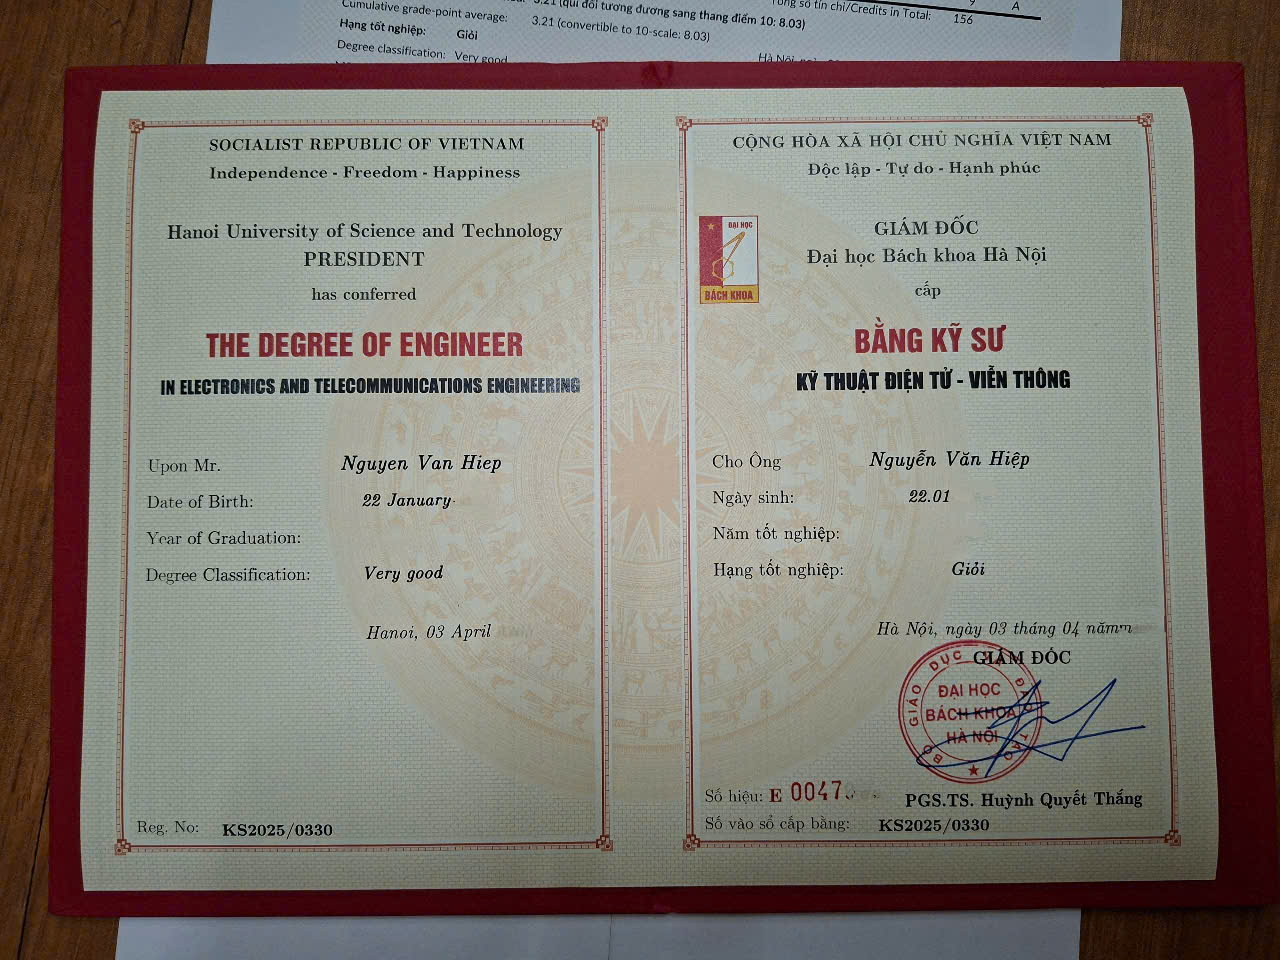 Cumulative grade-point average: 3.21 (convertible to 10-scale: 8.03)
3.21 (qui đổi tương đương sang thang điểm 10: 8.03)
Tổng số tín chỉ/Credits in Total: 156
9 A
Hạng tốt nghiệp: Giỏi
Degree classification: Very good
SOCIALIST REPUBLIC OF VIETNAM
Independence - Freedom - Happiness
Hanoi University of Science and Technology
PRESIDENT
has conferred
THE DEGREE OF ENGINEER
IN ELECTRONICS AND TELECOMMUNICATIONS ENGINEERING
Upon Mr. Nguyen Van Hiep
Date of Birth: 22 January
Year of Graduation:
Degree Classification: Very good
Hanoi, 03 April
Reg. No: KS2025/0330
CỘNG HÒA XÃ HỘI CHỦ NGHĨA VIỆT NAM
Độc lập - Tự do - Hạnh phúc
ĐẠI HỌC
BÁCH KHOA
GIÁM ĐỐC
Đại học Bách khoa Hà Nội
cấp
BẰNG KỸ SƯ
KỸ THUẬT ĐIỆN TỬ - VIỄN THÔNG
Cho Ông Nguyễn Văn Hiệp
Ngày sinh: 22.01
Năm tốt nghiệp:
Hạng tốt nghiệp: Giỏi
Hà Nội, ngày 03 tháng 04 năm
GIÁM ĐỐC
BỘ GIÁO DỤC VÀ ĐÀO TẠO
ĐẠI HỌC
BÁCH KHOA
HÀ NỘI
Số hiệu: E 0047
PGS.TS. Huỳnh Quyết Thắng
Số vào sổ cấp bằng: KS2025/0330